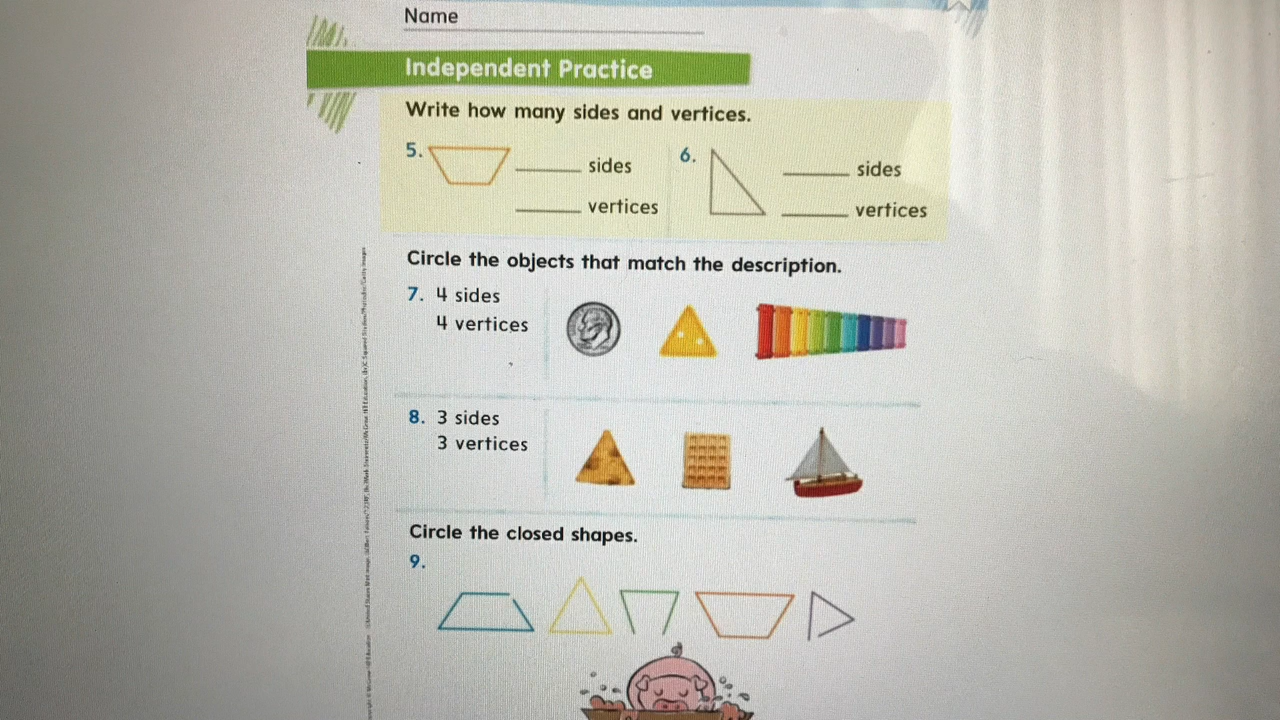 Name
Independent Practice
Write how many sides and vertices.
5. sides
vertices
6. sides
vertices
Circle the objects that match the description.
7. 4 sides
4 vertices
8. 3 sides
3 vertices
Circle the closed shapes.
9.